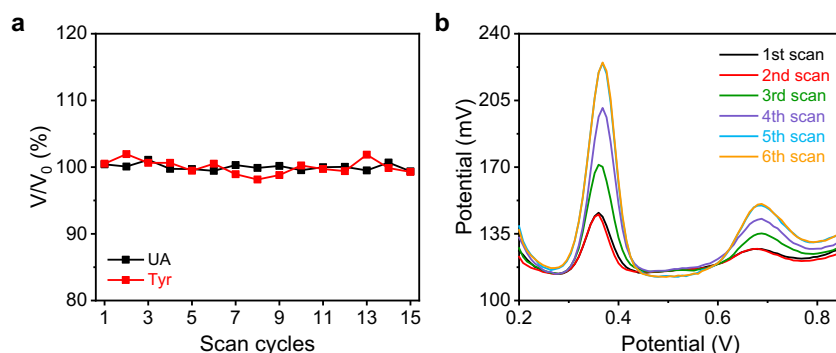 a
120
110
100
90
80
V/V0 (%)
UA
Tyr
1 3 5 7 9 11 13 15
Scan cycles
b
240
205
170
135
100
Potential (mV)
1st scan
2nd scan
3rd scan
4th scan
5th scan
6th scan
0.2 0.4 0.6 0.8
Potential (V)